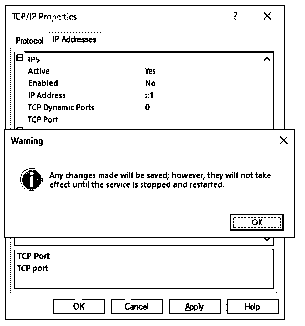 TCP/IP Properties
Protocol IP Addresses
IP5
Active Yes
Enabled No
IP Address ::1
TCP Dynamic Ports 0
TCP Port
Warning
Any changes made will be saved; however, they will not take
effect until the service is stopped and restarted.
OK
TCP Port
TCP port
OK Cancel Apply Help